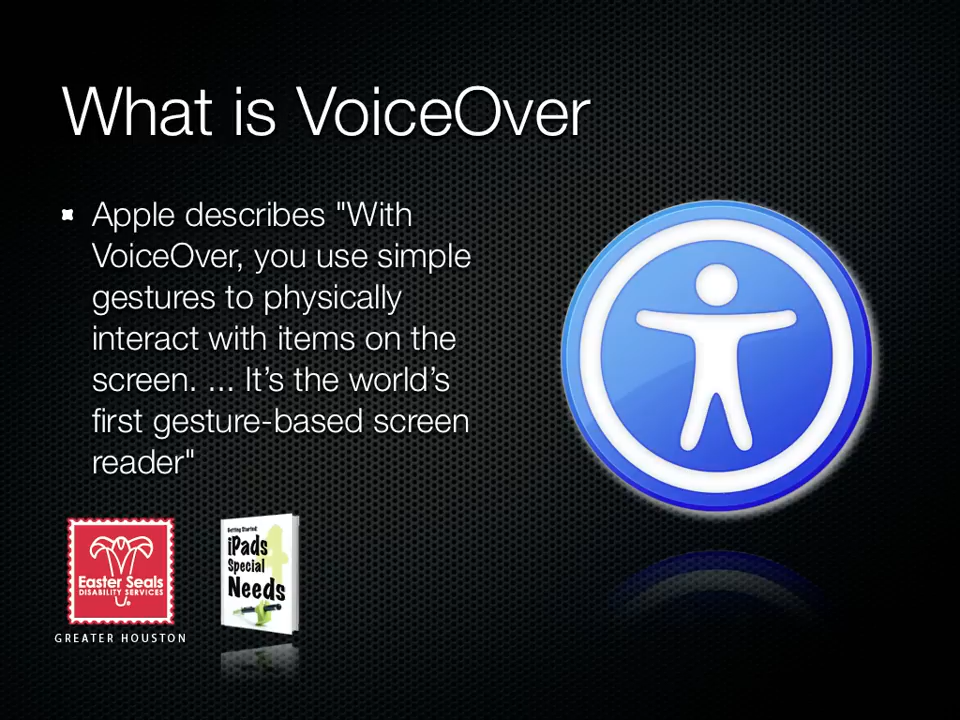 What is VoiceOver
Apple describes "With
VoiceOver, you use simple
gestures to physically
interact with items on the
screen. ... It’s the world’s
first gesture-based screen
reader"
Easter Seals
DISABILITY SERVICES
GREATER HOUSTON
Getting Started:
iPads
4
Special
Needs